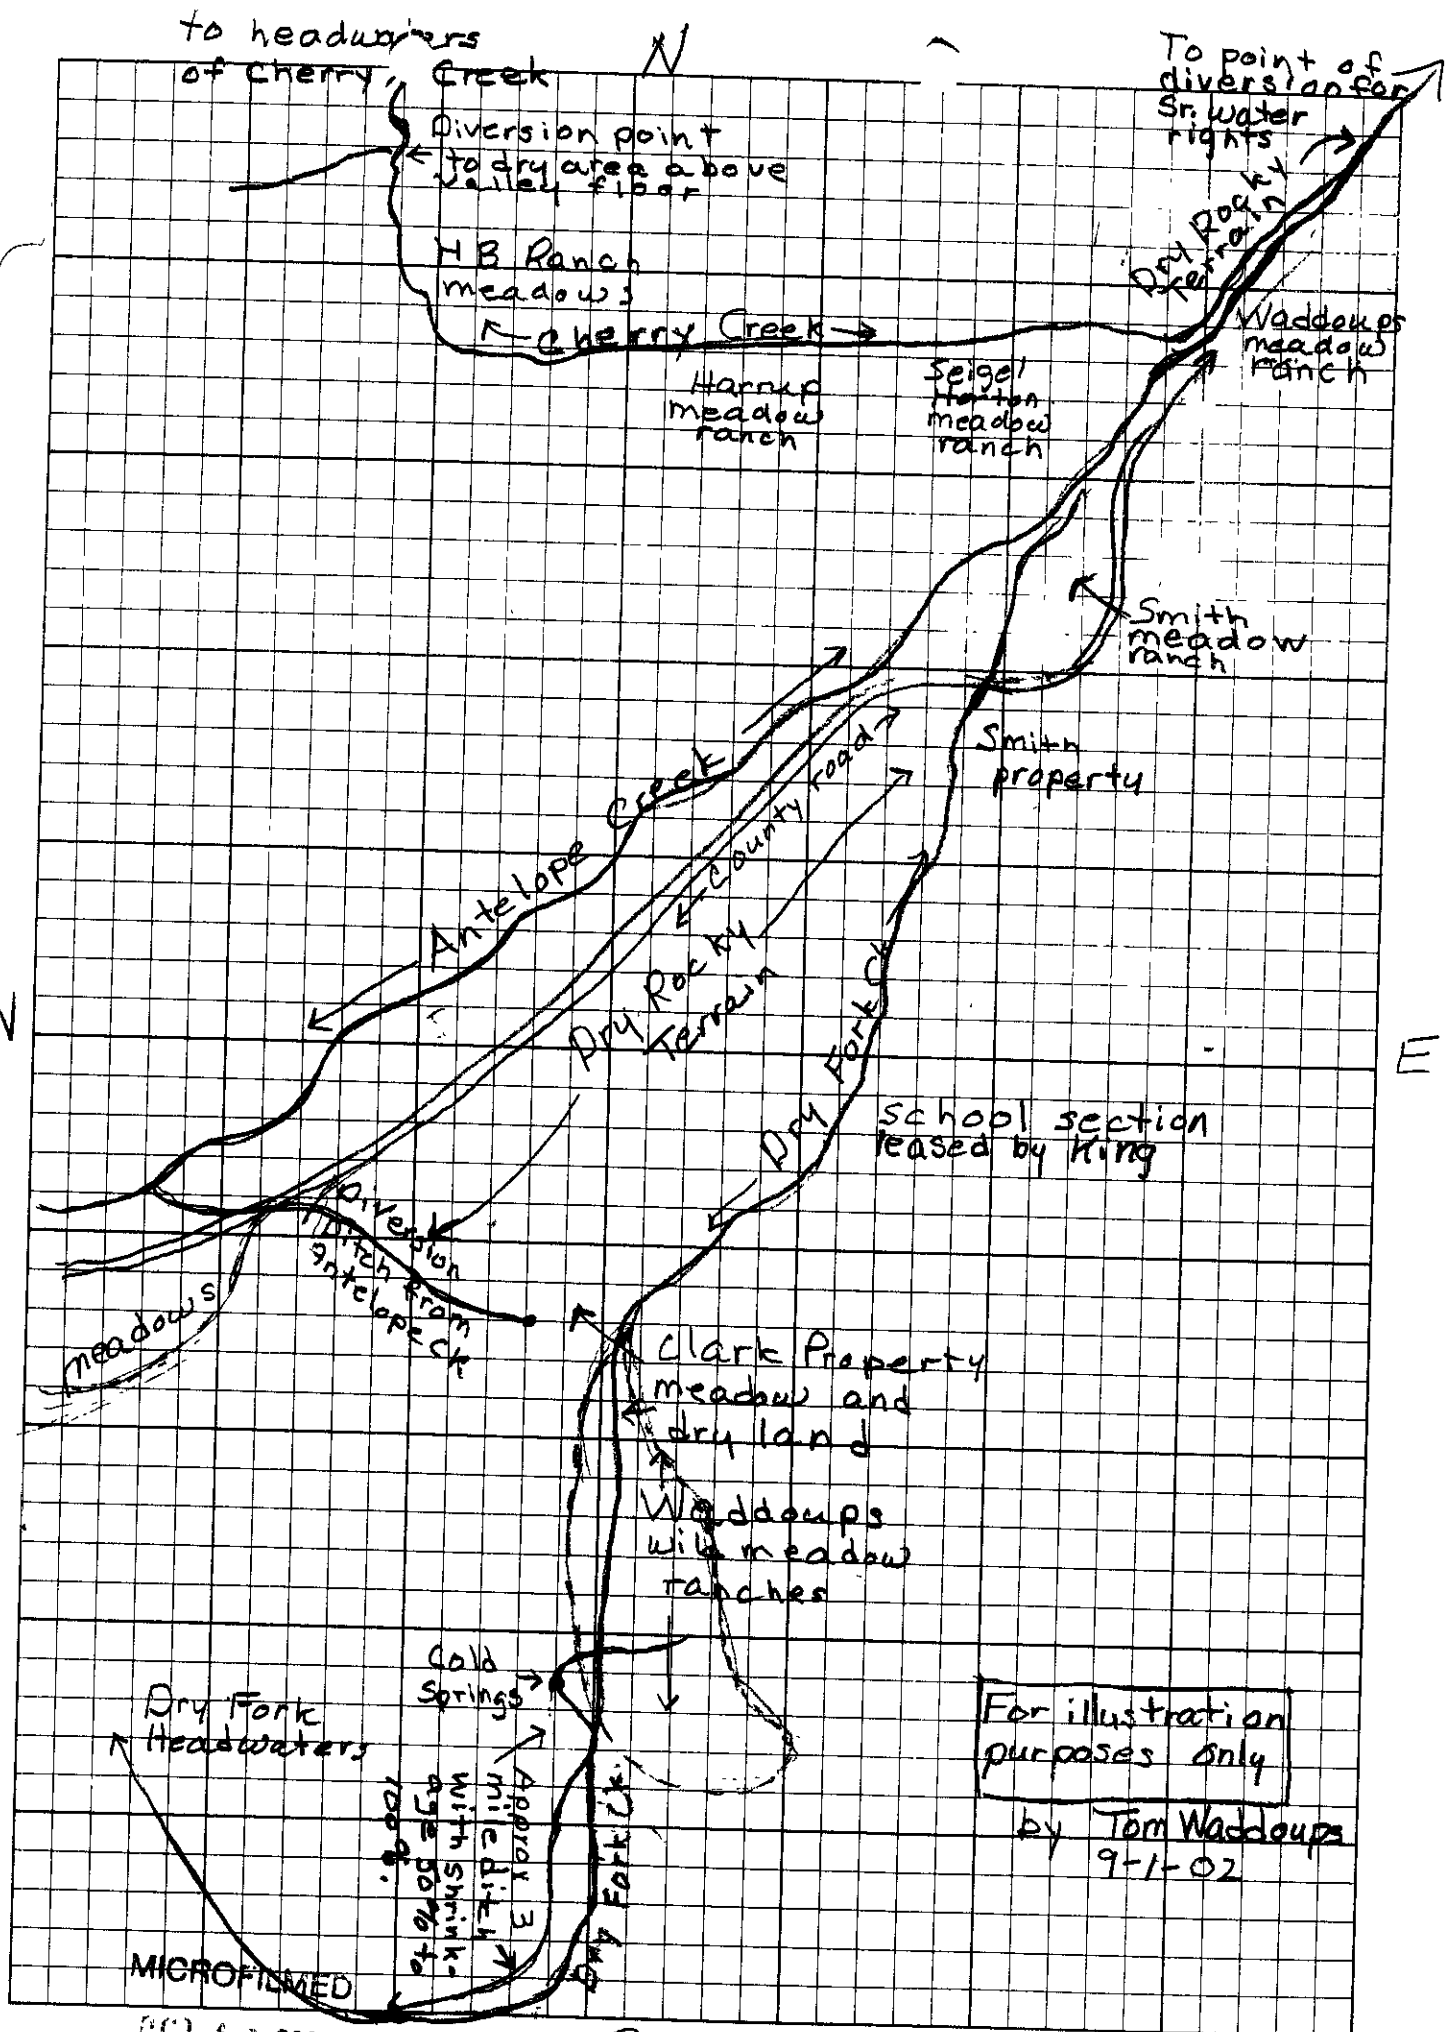 to headwaters
of Cherry Creek
N
To point of
diversion for
Sr. water
rights
Diversion point
to dry area above
valley floor
Dry Rocky
Terrain
H B Ranch
meadows
Cherry Creek
Waddoups
meadow
ranch
Harrup
meadow
ranch
Seigel
Horton
meadow
ranch
Smith
meadow
ranch
Smith
property
Antelope Creek
County road
Dry Rocky
Terrain
E
Dry Fork Ck
School section
leased by King
Diversion
Ditch from
Antelope Ck
meadows
Clark Property
meadow and
dry land
Waddoups
wild meadow
ranches
Cold
Springs
Dry Fork
Headwaters
Approx 3
mile ditch
with shrink-
age 50% to
100%.
Dry Fork Ck.
For illustration
purposes only
by Tom Waddoups
9-1-02
MICROFILMED